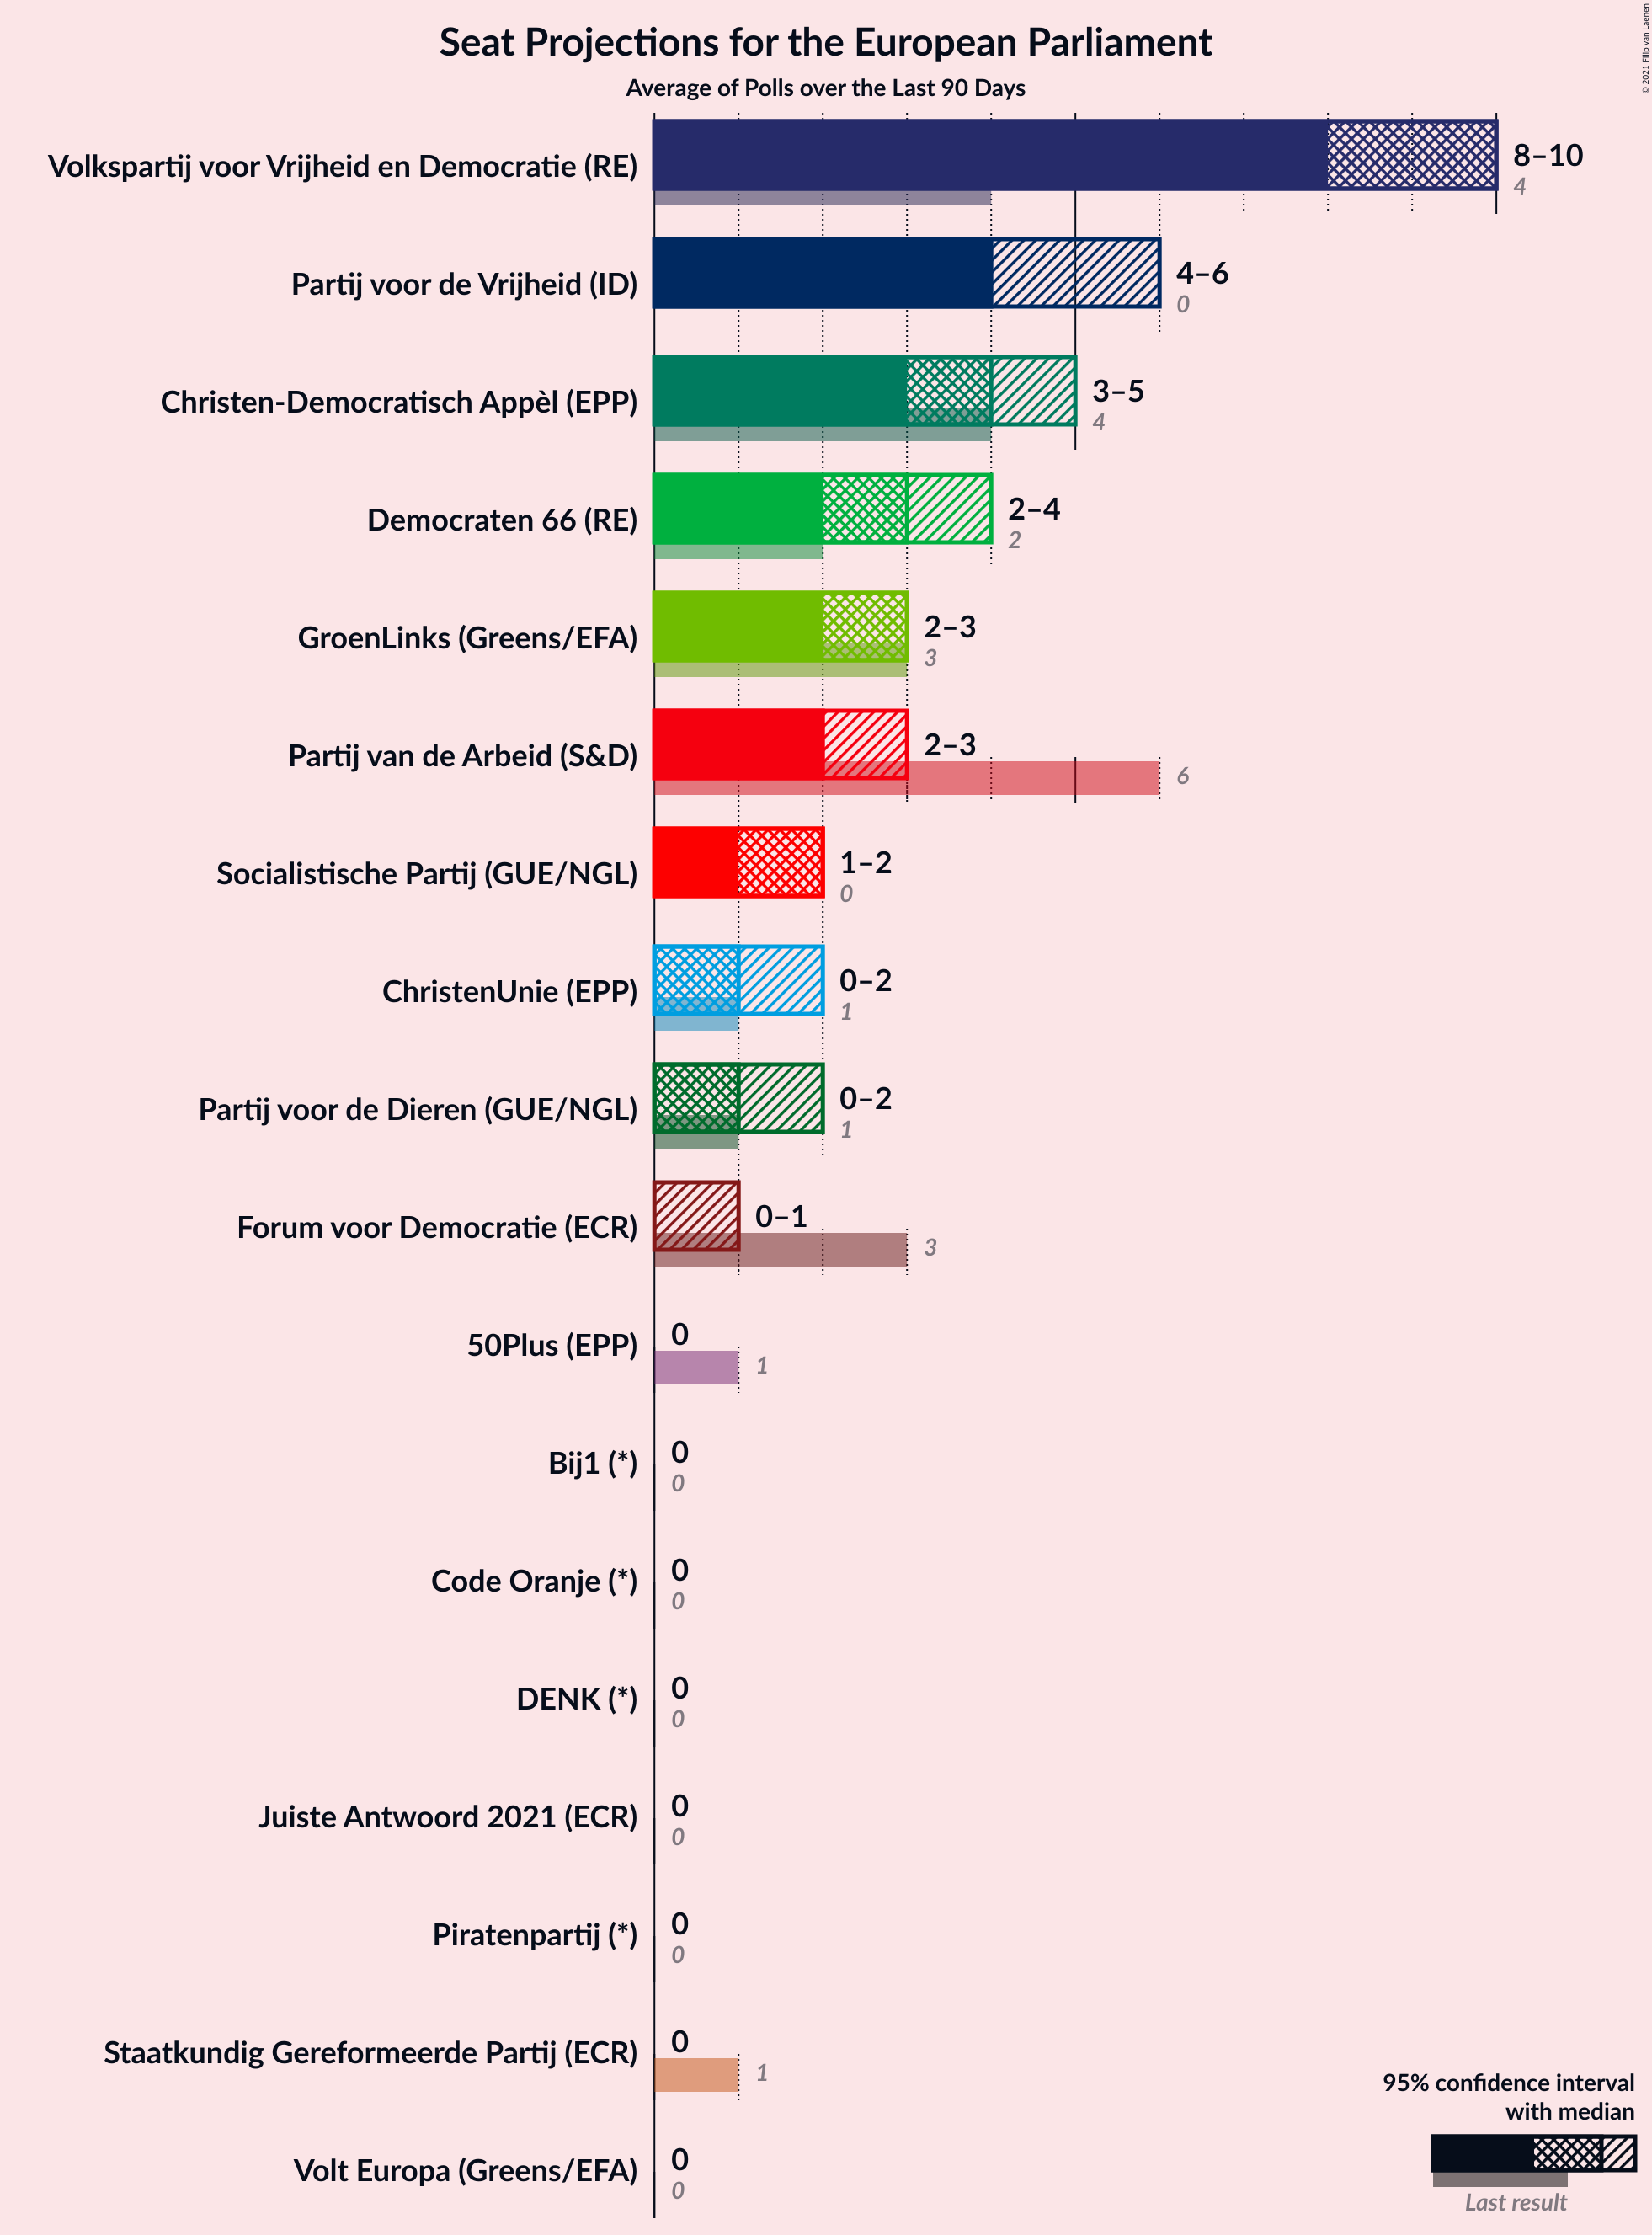 Seat Projections for the European Parliament
Average of Polls over the Last 90 Days
© 2021 Filip van Laenen
Volkspartij voor Vrijheid en Democratie (RE)
8–10
4
Partij voor de Vrijheid (ID)
4–6
0
Christen-Democratisch Appèl (EPP)
3–5
4
Democraten 66 (RE)
2–4
2
GroenLinks (Greens/EFA)
2–3
3
Partij van de Arbeid (S&D)
2–3
6
Socialistische Partij (GUE/NGL)
1–2
0
ChristenUnie (EPP)
0–2
1
Partij voor de Dieren (GUE/NGL)
0–2
1
Forum voor Democratie (ECR)
0–1
3
50Plus (EPP)
0
1
Bij1 (*)
0
0
Code Oranje (*)
0
0
DENK (*)
0
0
Juiste Antwoord 2021 (ECR)
0
0
Piratenpartij (*)
0
0
Staatkundig Gereformeerde Partij (ECR)
0
1
Volt Europa (Greens/EFA)
0
0
95% confidence interval
with median
Last result